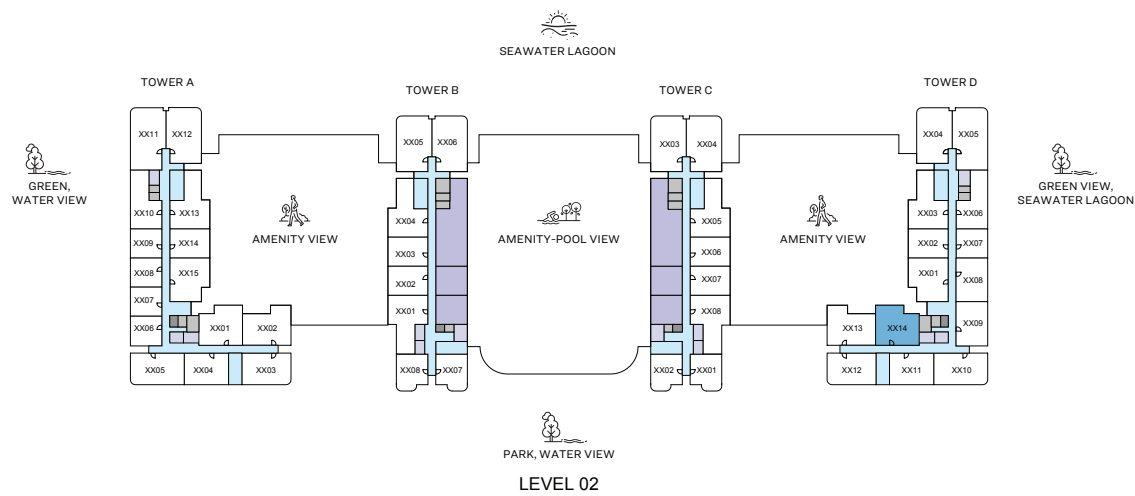 SEAWATER LAGOON
TOWER A
TOWER B
TOWER C
TOWER D
GREEN,
WATER VIEW
GREEN VIEW,
SEAWATER LAGOON
XX11
XX12
XX10
XX13
XX09
XX14
XX08
XX15
XX07
XX06
XX01
XX02
XX05
XX04
XX03
AMENITY VIEW
XX05
XX06
XX04
XX03
XX02
XX01
XX08
XX07
AMENITY-POOL VIEW
XX03
XX04
XX05
XX06
XX07
XX08
XX02
XX01
AMENITY VIEW
XX04
XX05
XX03
XX06
XX02
XX07
XX01
XX08
XX09
XX13
XX14
XX12
XX11
XX10
PARK, WATER VIEW
LEVEL 02